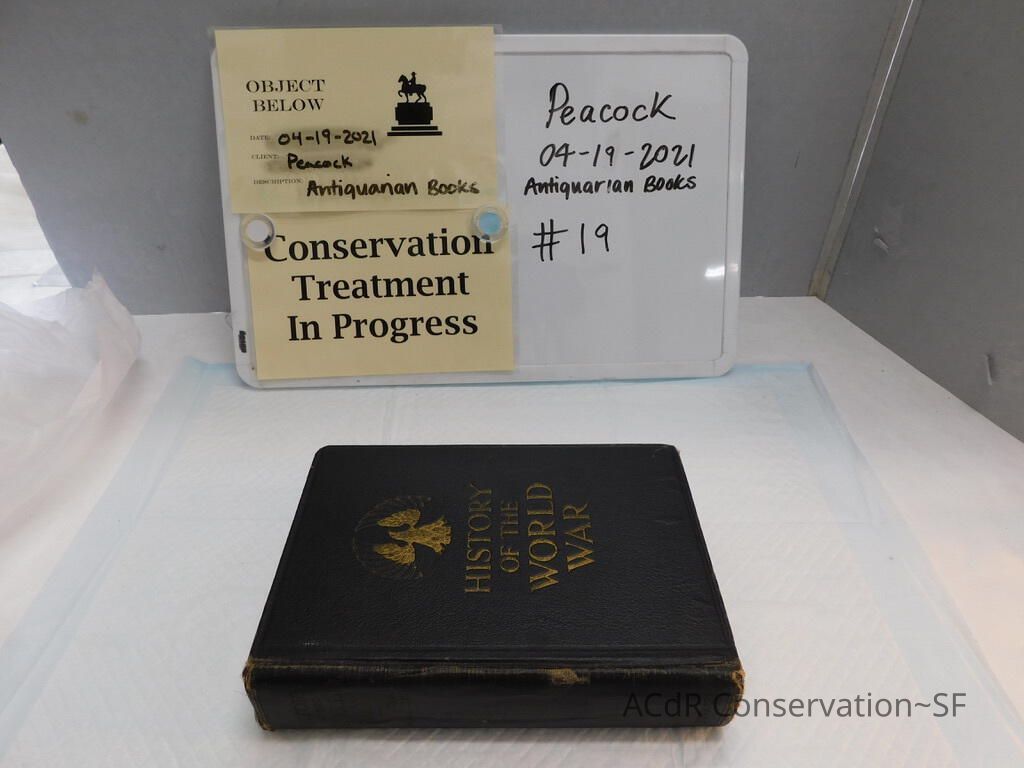 OBJECT
BELOW
DATE: 04-19-2021
CLIENT: Peacock
DESCRIPTION: Antiquarian Books
Conservation
Treatment
In Progress
Peacock
04-19-2021
Antiquarian Books
#19
HISTORY
OF THE
WORLD
WAR
ACdR Conservation~SF